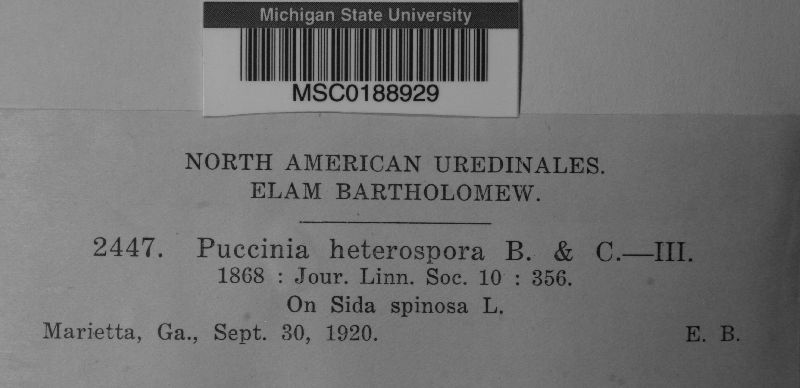 Michigan State University
MSC0188929
NORTH AMERICAN UREDINALES.
ELAM BARTHOLOMEW.
2447. Puccinia heterospora B. & C.—III.
1868 : Jour. Linn. Soc. 10 : 356.
On Sida spinosa L.
Marietta, Ga., Sept. 30, 1920. E. B.